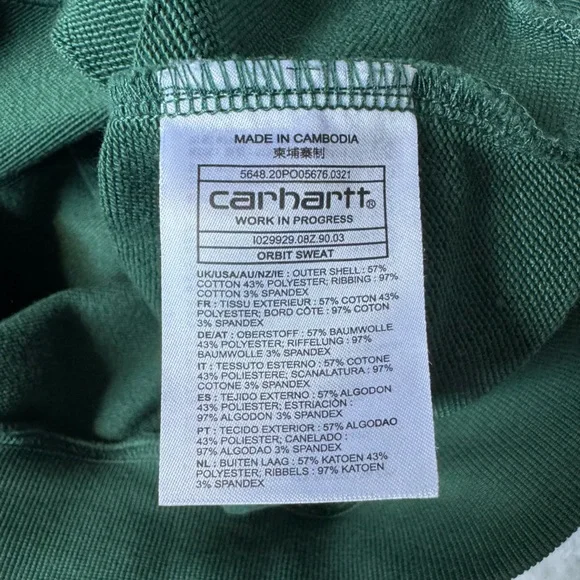 MADE IN CAMBODIA
柬埔寨制
5648.20PO05676.0321
carhartt®
WORK IN PROGRESS
I029929.08Z.90.03
ORBIT SWEAT
UK/USA/AU/NZ/IE : OUTER SHELL : 57%
COTTON 43% POLYESTER; RIBBING : 97%
COTTON 3% SPANDEX
FR : TISSU EXTERIEUR : 57% COTON 43%
POLYESTER; BORD CÔTE : 97% COTON
3% SPANDEX
DE/AT : OBERSTOFF : 57% BAUMWOLLE
43% POLYESTER; RIFFELUNG : 97%
BAUMWOLLE 3% SPANDEX
IT : TESSUTO ESTERNO : 57% COTONE
43% POLIESTERE; SCANALATURA : 97%
COTONE 3% SPANDEX
ES : TEJIDO EXTERNO : 57% ALGODON
43% POLIESTER; ESTRIACIÓN :
97% ALGODON 3% SPANDEX
PT : TECIDO EXTERIOR : 57% ALGODAO
43% POLIESTER; CANELADO :
97% ALGODAO 3% SPANDEX
NL : BUITEN LAAG : 57% KATOEN 43%
POLYESTER; RIBBELS : 97% KATOEN
3% SPANDEX